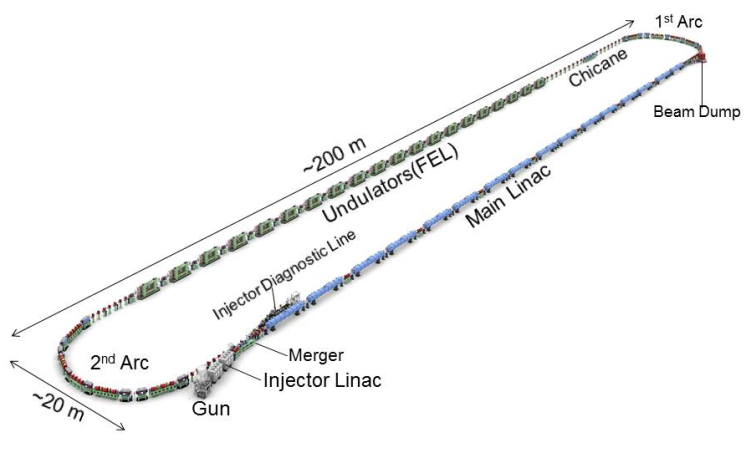 1st Arc
Chicane
Beam Dump
~200 m
Undulators(FEL)
Main Linac
Injector Diagnostic Line
2nd Arc
Merger
Injector Linac
~20 m
Gun